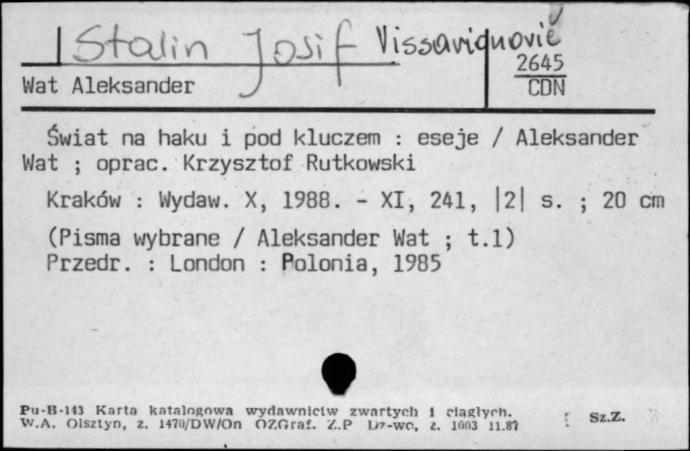 Stalin Josif Vissarionovič
2645
CDN
Wat Aleksander
Świat na haku i pod kluczem : eseje / Aleksander
Wat ; oprac. Krzysztof Rutkowski
Kraków : Wydaw. X, 1988. - XI, 241, |2| s. ; 20 cm
(Pisma wybrane / Aleksander Wat ; t.1)
Przedr. : London : Polonia, 1985
Pu-B-143 Karta katalogowa wydawnictw zwartych i ciągłych.
W.A. Olsztyn, z. 1470/DW/On OZGraf. Z.P Dz-wo, z. 1003 11.87
Sz.Z.